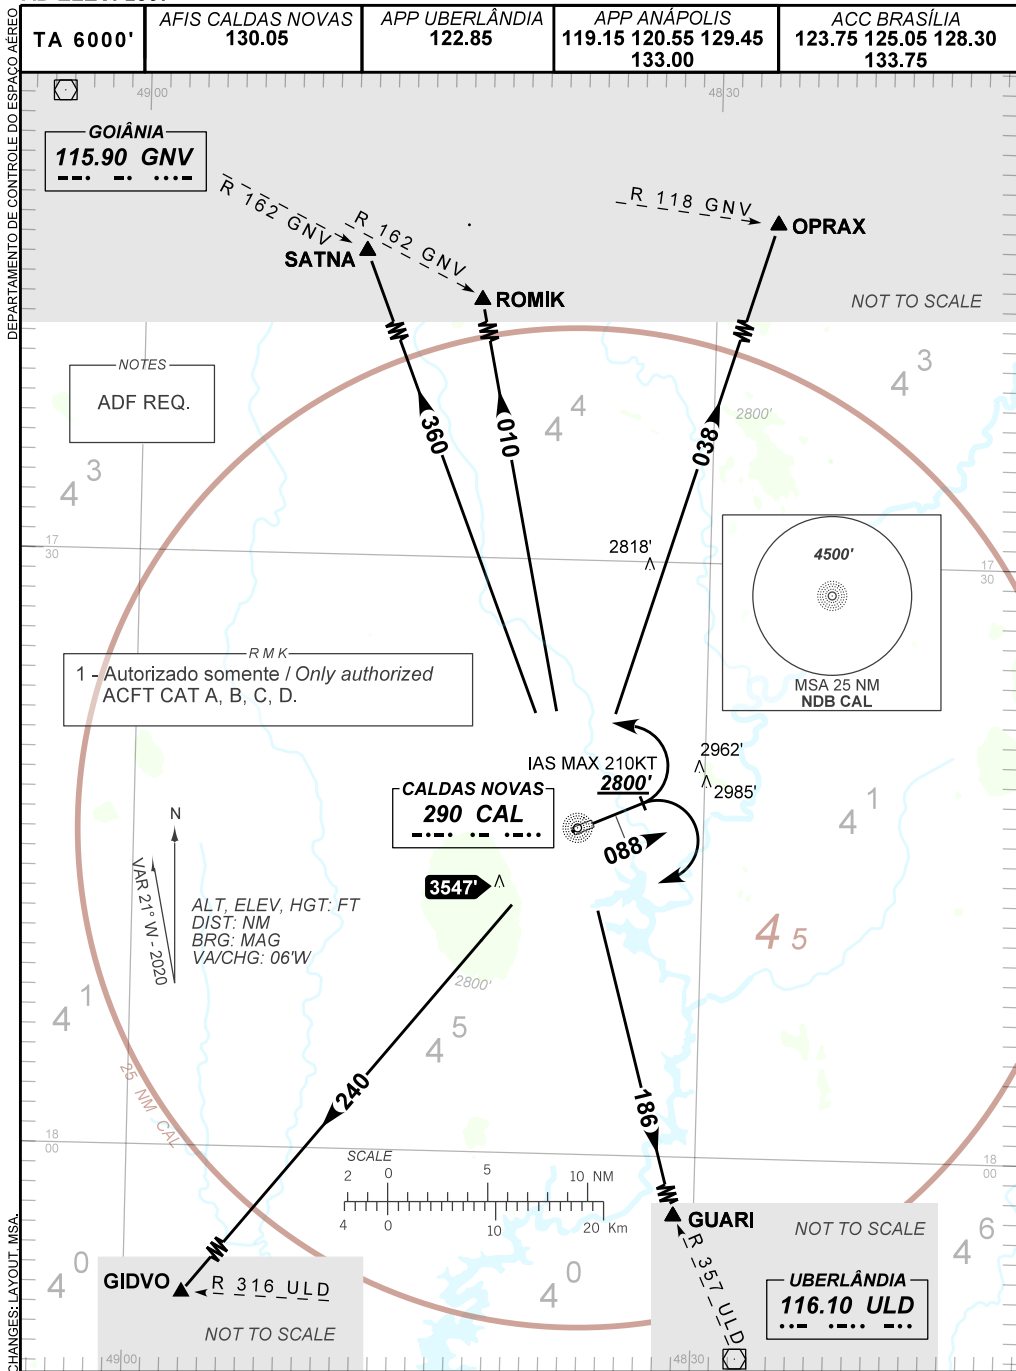 TA 6000'
AFIS CALDAS NOVAS
130.05
APP UBERLÂNDIA
122.85
APP ANÁPOLIS
119.15 120.55 129.45
133.00
ACC BRASÍLIA
123.75 125.05 128.30
133.75
DEPARTAMENTO DE CONTROLE DO ESPAÇO AÉREO
49 00
48 30
GOIÂNIA
115.90 GNV
R 162 GNV
SATNA
R 162 GNV
ROMIK
R 118 GNV
OPRAX
NOT TO SCALE
NOTES
ADF REQ.
4 3
4 4
4 3
2800'
360
010
038
17 30
2818'
17 30
4500'
MSA 25 NM
NDB CAL
RMK
1 - Autorizado somente / Only authorized
ACFT CAT A, B, C, D.
IAS MAX 210KT
2800'
2962'
2985'
CALDAS NOVAS
290 CAL
088
4 1
N
VAR 21° W - 2020
3547'
ALT, ELEV, HGT: FT
DIST: NM
BRG: MAG
VA/CHG: 06'W
4 5
2800'
4 1
4 5
25 NM CAL
240
186
18 00
18 00
SCALE
2 0 5 10 NM
4 0 10 20 Km
GUARI
NOT TO SCALE
4 6
R 357 ULD
UBERLÂNDIA
116.10 ULD
4 0
GIDVO
R 316 ULD
NOT TO SCALE
4 0
49 00
48 30
CHANGES: LAYOUT, MSA.